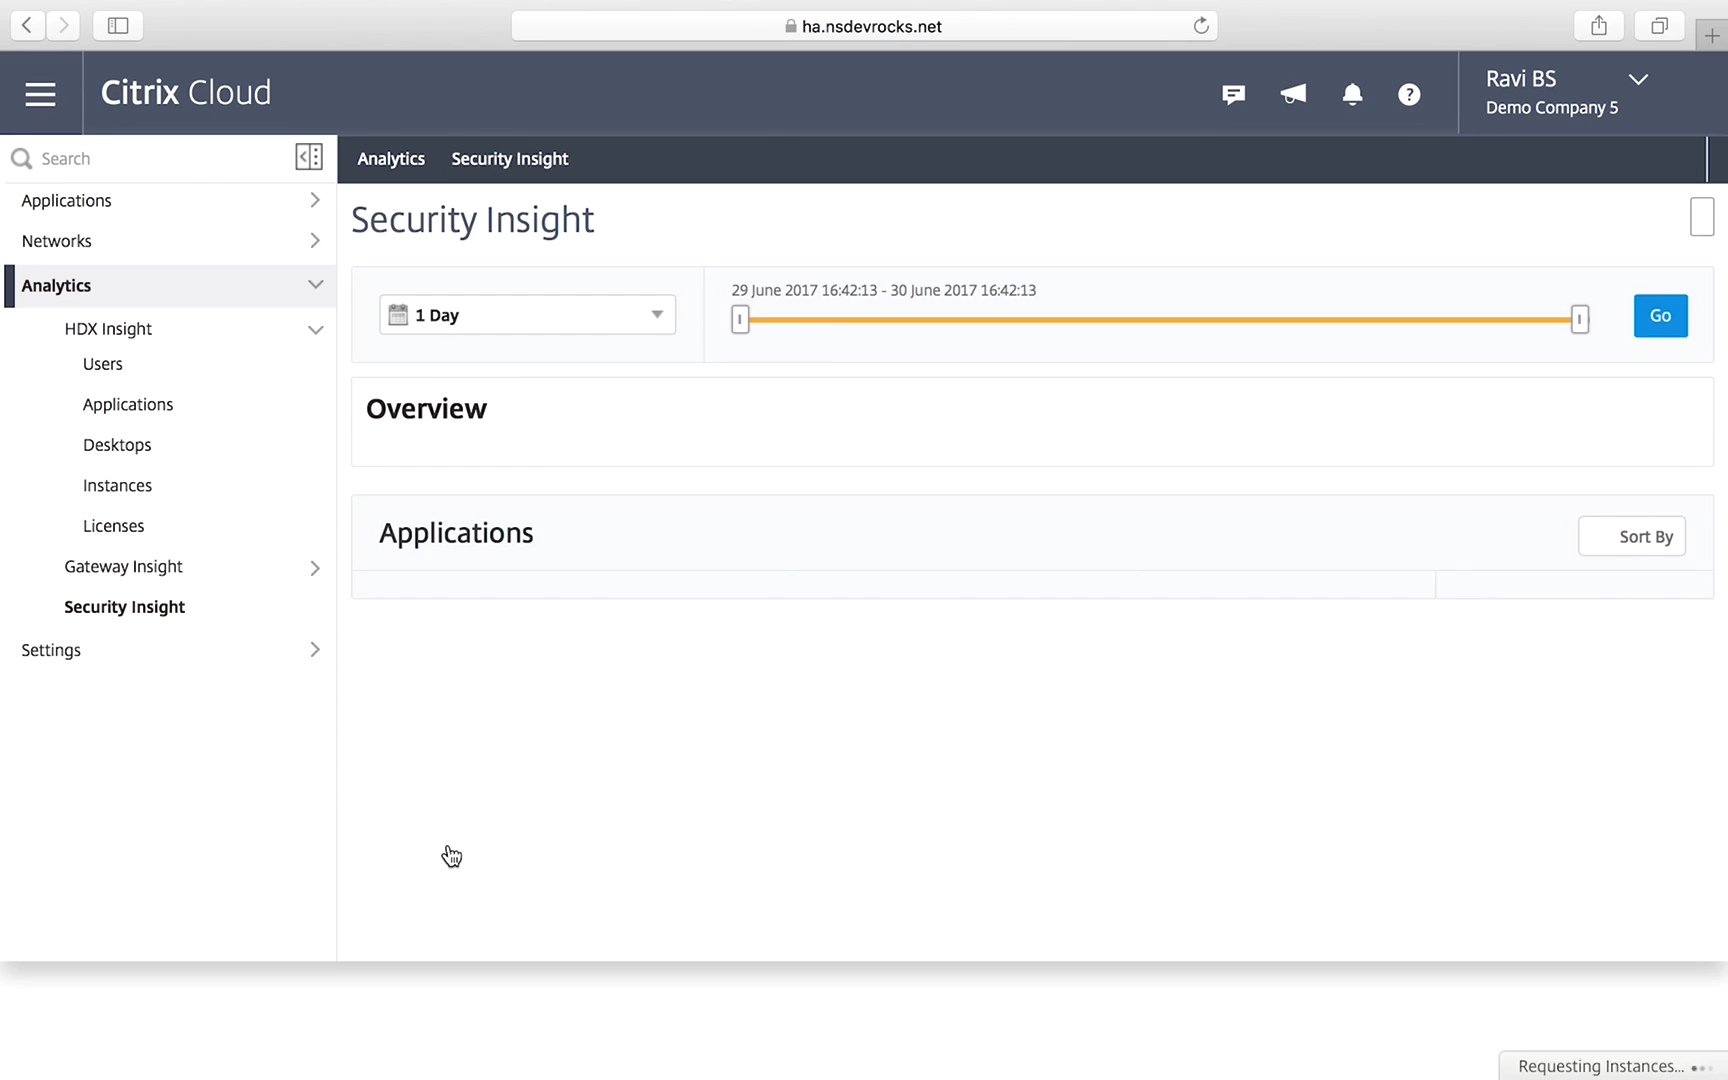 ha.nsdevrocks.net
Citrix Cloud
Ravi BS
Demo Company 5
Search
Analytics
Security Insight
Applications
Networks
Analytics
HDX Insight
Users
Applications
Desktops
Instances
Licenses
Gateway Insight
Security Insight
Settings
Security Insight
1 Day
29 June 2017 16:42:13 - 30 June 2017 16:42:13
Go
Overview
Applications
Sort By
Requesting Instances...